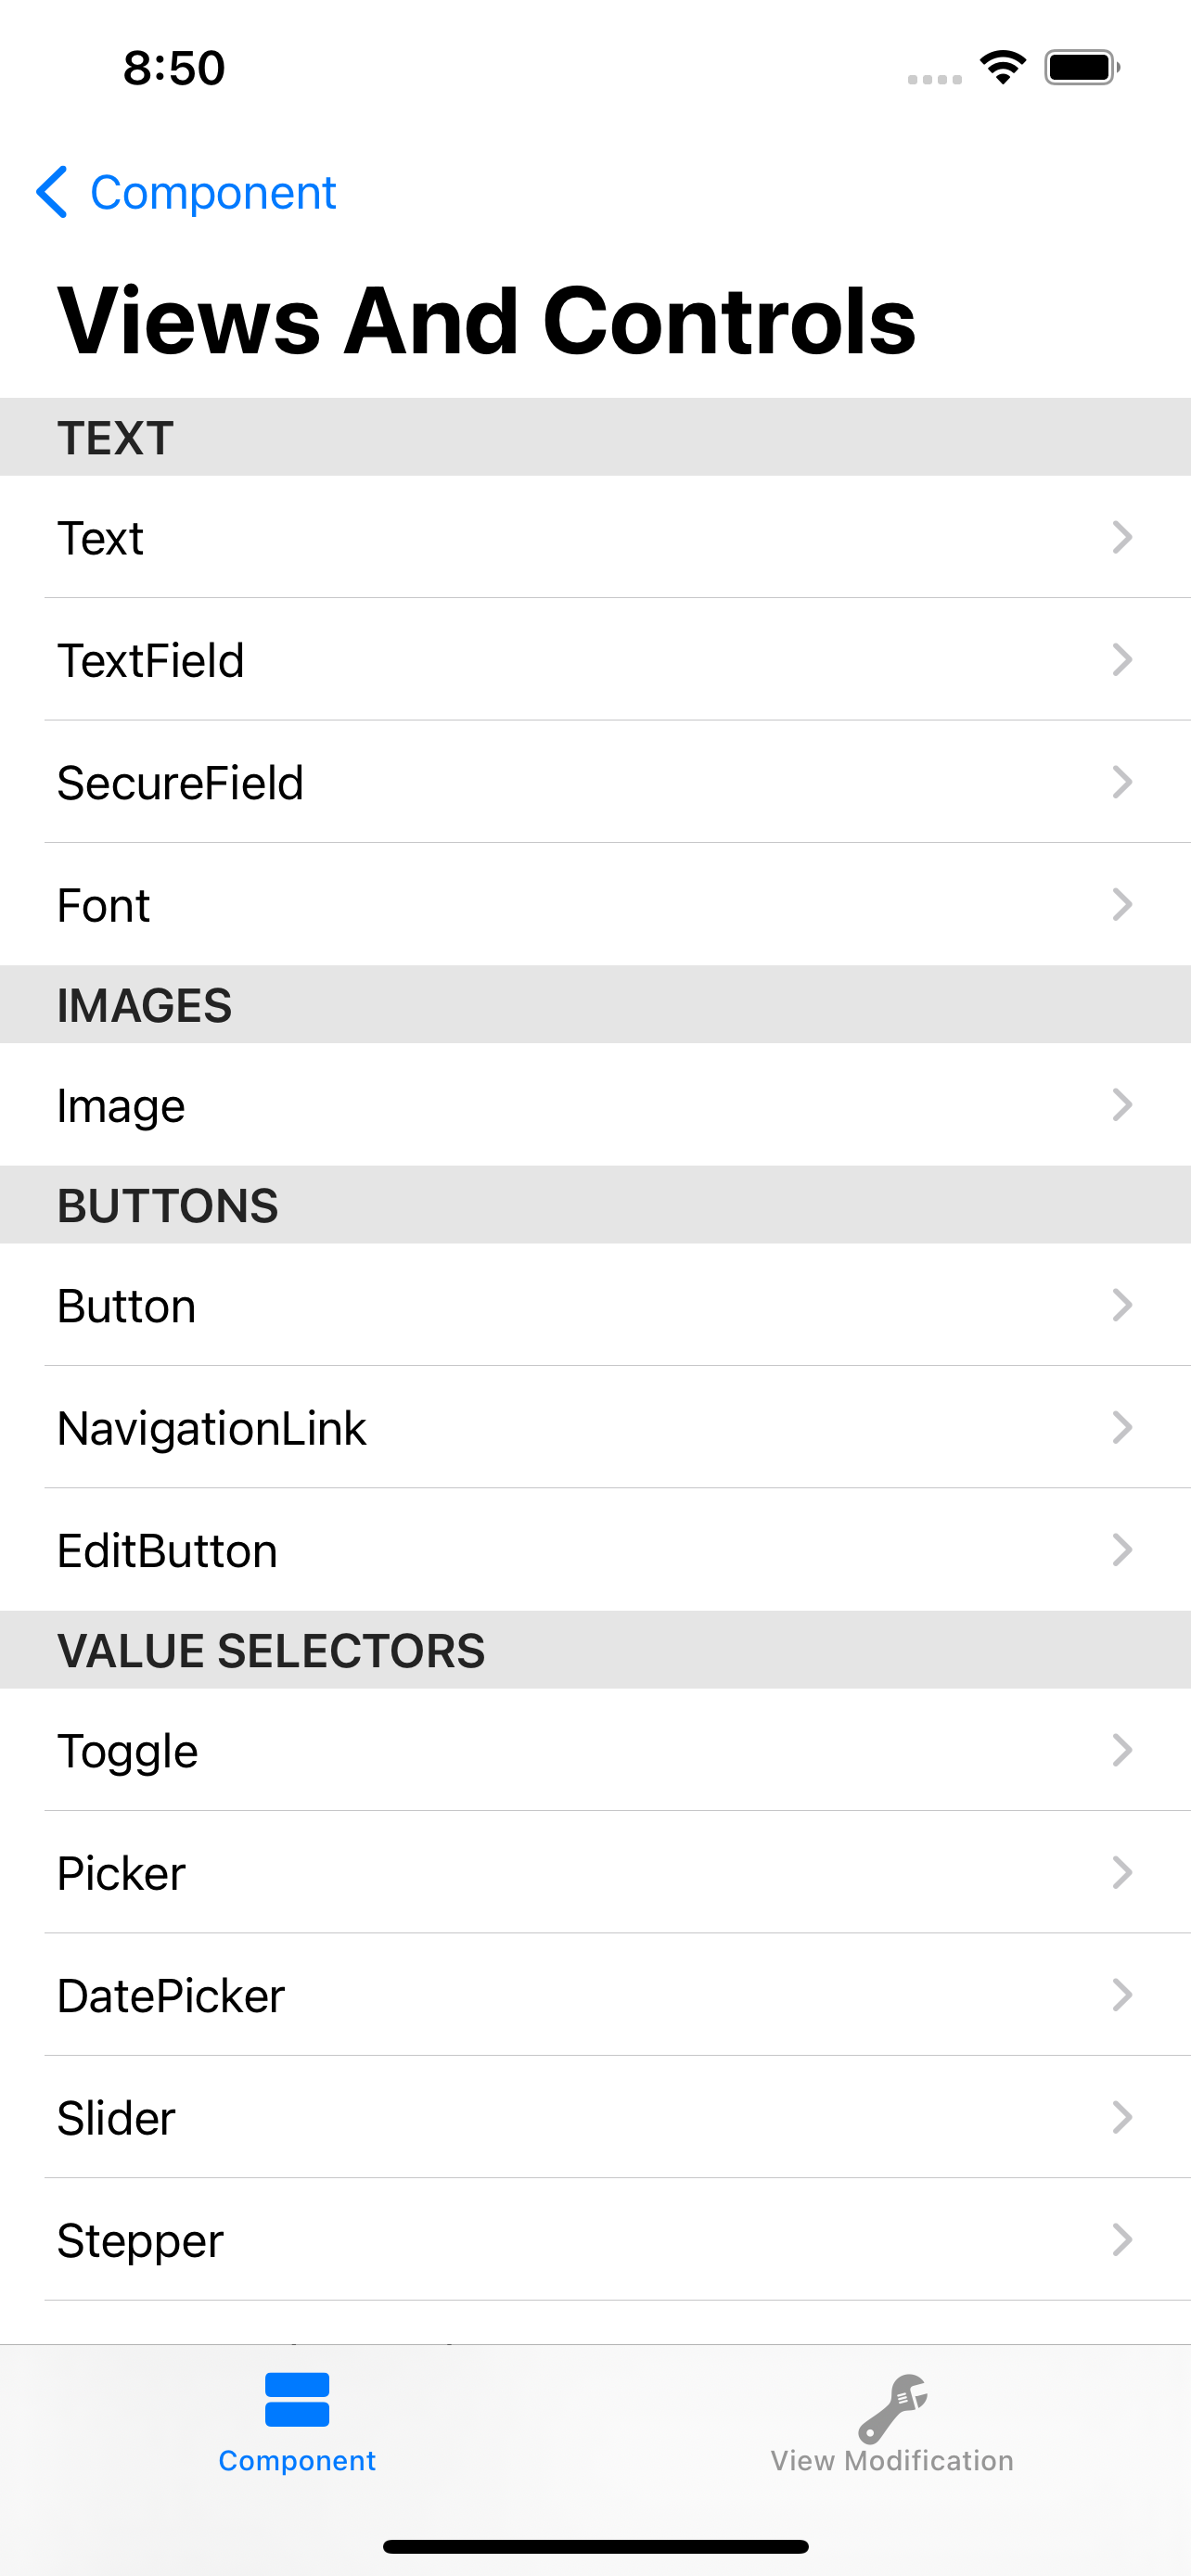 8:50
Component
Views And Controls
TEXT
Text
TextField
SecureField
Font
IMAGES
Image
BUTTONS
Button
NavigationLink
EditButton
VALUE SELECTORS
Toggle
Picker
DatePicker
Slider
Stepper
Component
View Modification